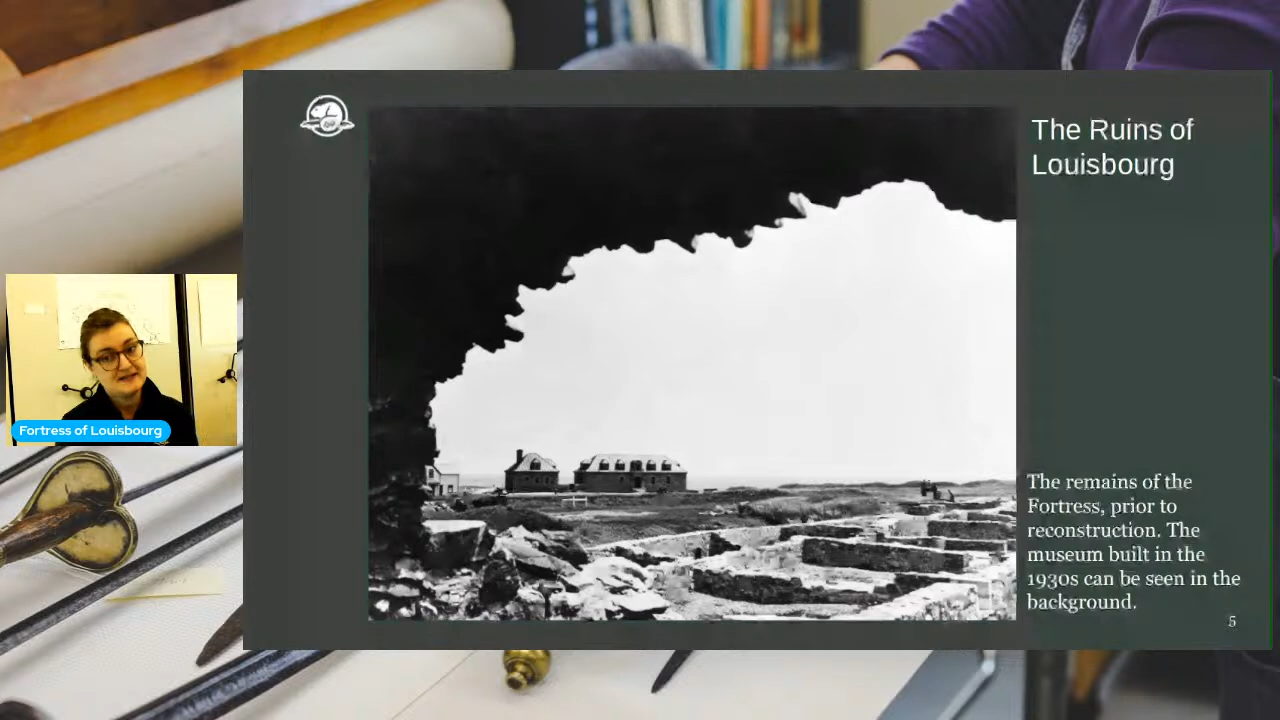 The Ruins of
Louisbourg
Fortress of Louisbourg
The remains of the
Fortress, prior to
reconstruction. The
museum built in the
1930s can be seen in the
background.
5